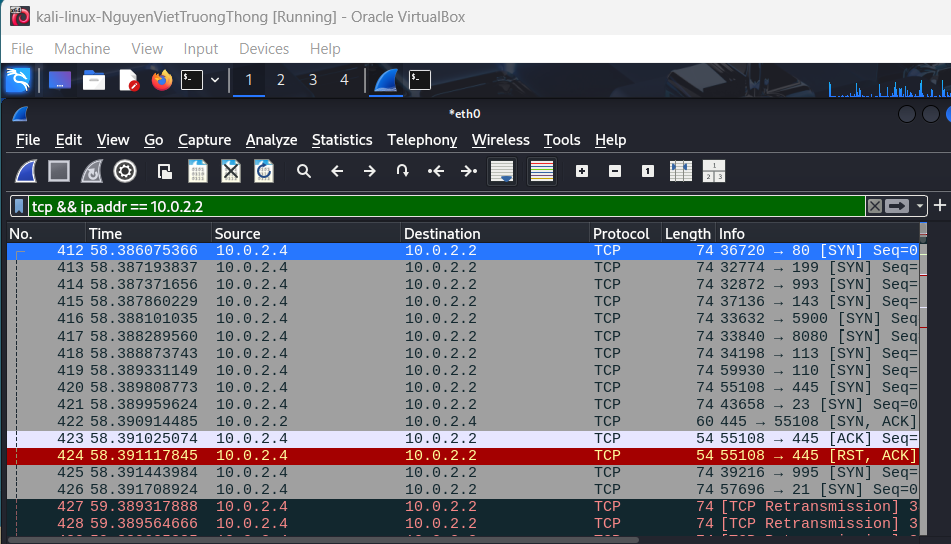 kali-linux-NguyenVietTruongThong [Running] - Oracle VirtualBox
File Machine View Input Devices Help
1 2 3 4
*eth0
File Edit View Go Capture Analyze Statistics Telephony Wireless Tools Help
tcp && ip.addr == 10.0.2.2
No. Time Source Destination Protocol Length Info
412 58.386075366 10.0.2.4 10.0.2.2 TCP 74 36720 → 80 [SYN] Seq=0
413 58.387193837 10.0.2.4 10.0.2.2 TCP 74 32774 → 199 [SYN] Seq=
414 58.387371656 10.0.2.4 10.0.2.2 TCP 74 32872 → 993 [SYN] Seq=
415 58.387860229 10.0.2.4 10.0.2.2 TCP 74 37136 → 143 [SYN] Seq=
416 58.388101035 10.0.2.4 10.0.2.2 TCP 74 33632 → 5900 [SYN] Seq
417 58.388289560 10.0.2.4 10.0.2.2 TCP 74 33840 → 8080 [SYN] Seq
418 58.388873743 10.0.2.4 10.0.2.2 TCP 74 34198 → 113 [SYN] Seq=
419 58.389331149 10.0.2.4 10.0.2.2 TCP 74 59930 → 110 [SYN] Seq=
420 58.389808773 10.0.2.4 10.0.2.2 TCP 74 55108 → 445 [SYN] Seq=
421 58.389959624 10.0.2.4 10.0.2.2 TCP 74 43658 → 23 [SYN] Seq=0
422 58.390914485 10.0.2.2 10.0.2.4 TCP 60 445 → 55108 [SYN, ACK]
423 58.391025074 10.0.2.4 10.0.2.2 TCP 54 55108 → 445 [ACK] Seq=
424 58.391117845 10.0.2.4 10.0.2.2 TCP 54 55108 → 445 [RST, ACK]
425 58.391443984 10.0.2.4 10.0.2.2 TCP 74 39216 → 995 [SYN] Seq=
426 58.391708924 10.0.2.4 10.0.2.2 TCP 74 57696 → 21 [SYN] Seq=0
427 59.389317888 10.0.2.4 10.0.2.2 TCP 74 [TCP Retransmission] 3
428 59.389564666 10.0.2.4 10.0.2.2 TCP 74 [TCP Retransmission] 3